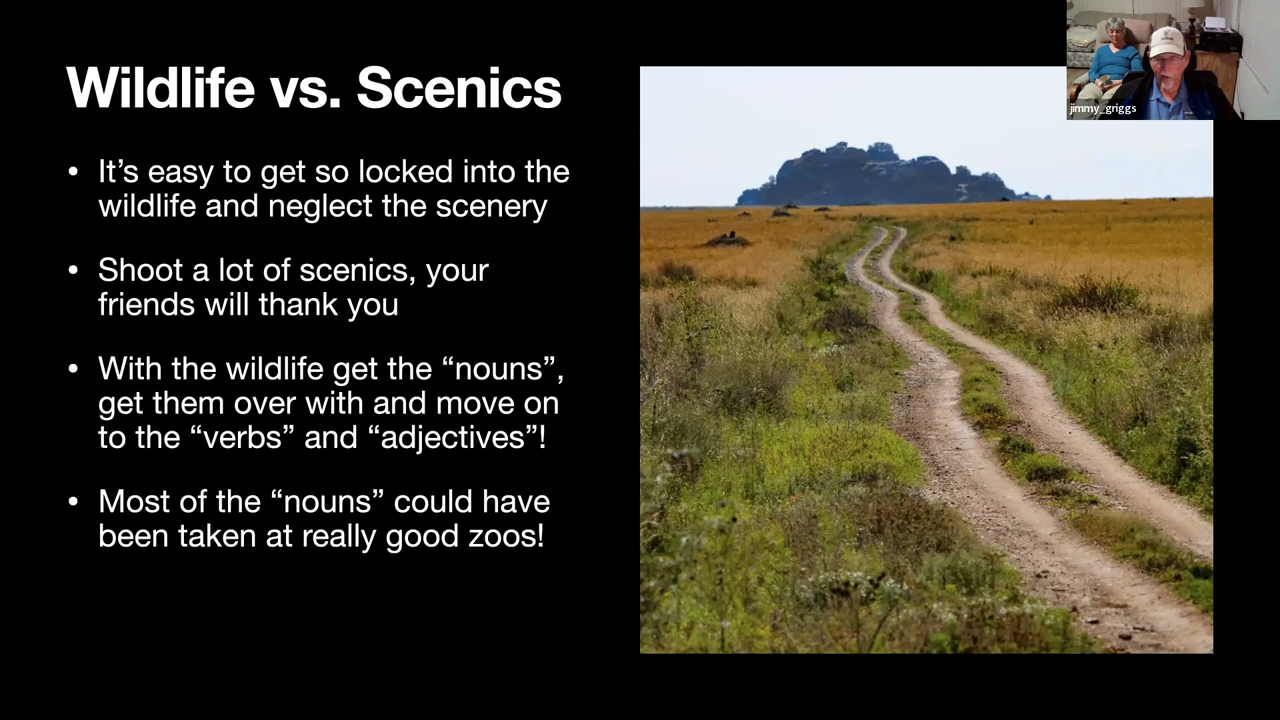 Wildlife vs. Scenics
• It’s easy to get so locked into the
wildlife and neglect the scenery
• Shoot a lot of scenics, your
friends will thank you
• With the wildlife get the “nouns”,
get them over with and move on
to the “verbs” and “adjectives”!
• Most of the “nouns” could have
been taken at really good zoos!
jimmy_griggs